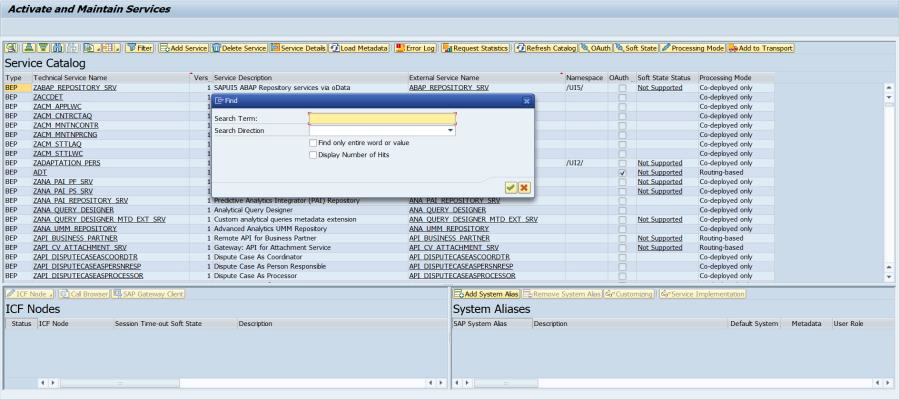 Activate and Maintain Services
Filter Add Service Delete Service Service Details Load Metadata Error Log Request Statistics Refresh Catalog OAuth Soft State Processing Mode Add to Transport
Service Catalog
Type Technical Service Name Vers Service Description External Service Name Namespace OAuth Soft State Status Processing Mode
BEP ZABAP_REPOSITORY_SRV 1 SAPUI5 ABAP Repository services via oData ABAP_REPOSITORY_SRV /UI5/ Not Supported Co-deployed only
BEP ZACCDET 1 Co-deployed only
BEP ZACM_APPLWC 1 Co-deployed only
BEP ZACM_CNTRCTAQ 1 Co-deployed only
BEP ZACM_MNTNCONTR 1 Co-deployed only
BEP ZACM_MNTNPRCNG 1 Co-deployed only
BEP ZACM_STTLAQ 1 Co-deployed only
BEP ZACM_STTLWC 1 Co-deployed only
BEP ZADAPTATION_PERS 1 /UI2/ Not Supported Co-deployed only
BEP ADT 1 Not Supported Routing-based
BEP ZANA_PAI_PF_SRV 1 Not Supported Co-deployed only
BEP ZANA_PAI_PS_SRV 1 Not Supported Co-deployed only
BEP ZANA_PAI_REPOSITORY_SRV 1 Predictive Analytics Integrator (PAI) Repository ANA_PAI_REPOSITORY_SRV Co-deployed only
BEP ZANA_QUERY_DESIGNER 1 Analytical Query Designer ANA_QUERY_DESIGNER Co-deployed only
BEP ZANA_QUERY_DESIGNER_MTD_EXT_SRV 1 Custom analytical queries metadata extension ANA_QUERY_DESIGNER_MTD_EXT_SRV Not Supported Co-deployed only
BEP ZANA_UMM_REPOSITORY 1 Advanced Analytics UMM Repository ANA_UMM_REPOSITORY Co-deployed only
BEP ZAPI_BUSINESS_PARTNER 1 Remote API for Business Partner API_BUSINESS_PARTNER Not Supported Routing-based
BEP ZAPI_CV_ATTACHMENT_SRV 1 Gateway: API for Attachment Service API_CV_ATTACHMENT_SRV Not Supported Routing-based
BEP ZAPI_DISPUTECASEASCOORDTR 1 Dispute Case As Coordinator API_DISPUTECASEASCOORDTR Co-deployed only
BEP ZAPI_DISPUTECASEASPERSNRESP 1 Dispute Case As Person Responsible API_DISPUTECASEASPERSNRESP Co-deployed only
BEP ZAPI_DISPUTECASEASPROCESSOR 1 Dispute Case As Processor API_DISPUTECASEASPROCESSOR Co-deployed only
Find
Search Term:
Search Direction
Find only entire word or value
Display Number of Hits
ICF Node Call Browser SAP Gateway Client
ICF Nodes
Status ICF Node Session Time-out Soft State Description
Add System Alias Remove System Alias Customizing Service Implementation
System Aliases
SAP System Alias Description Default System Metadata User Role